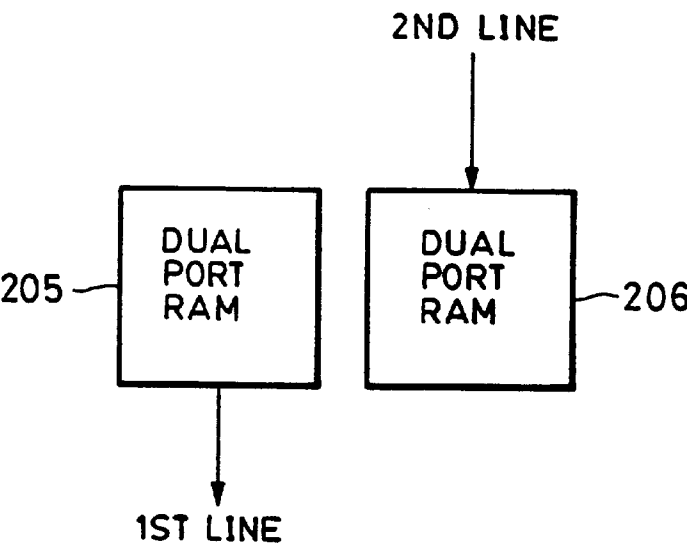 2ND LINE
DUAL
PORT
RAM
205
DUAL
PORT
RAM
206
1ST LINE